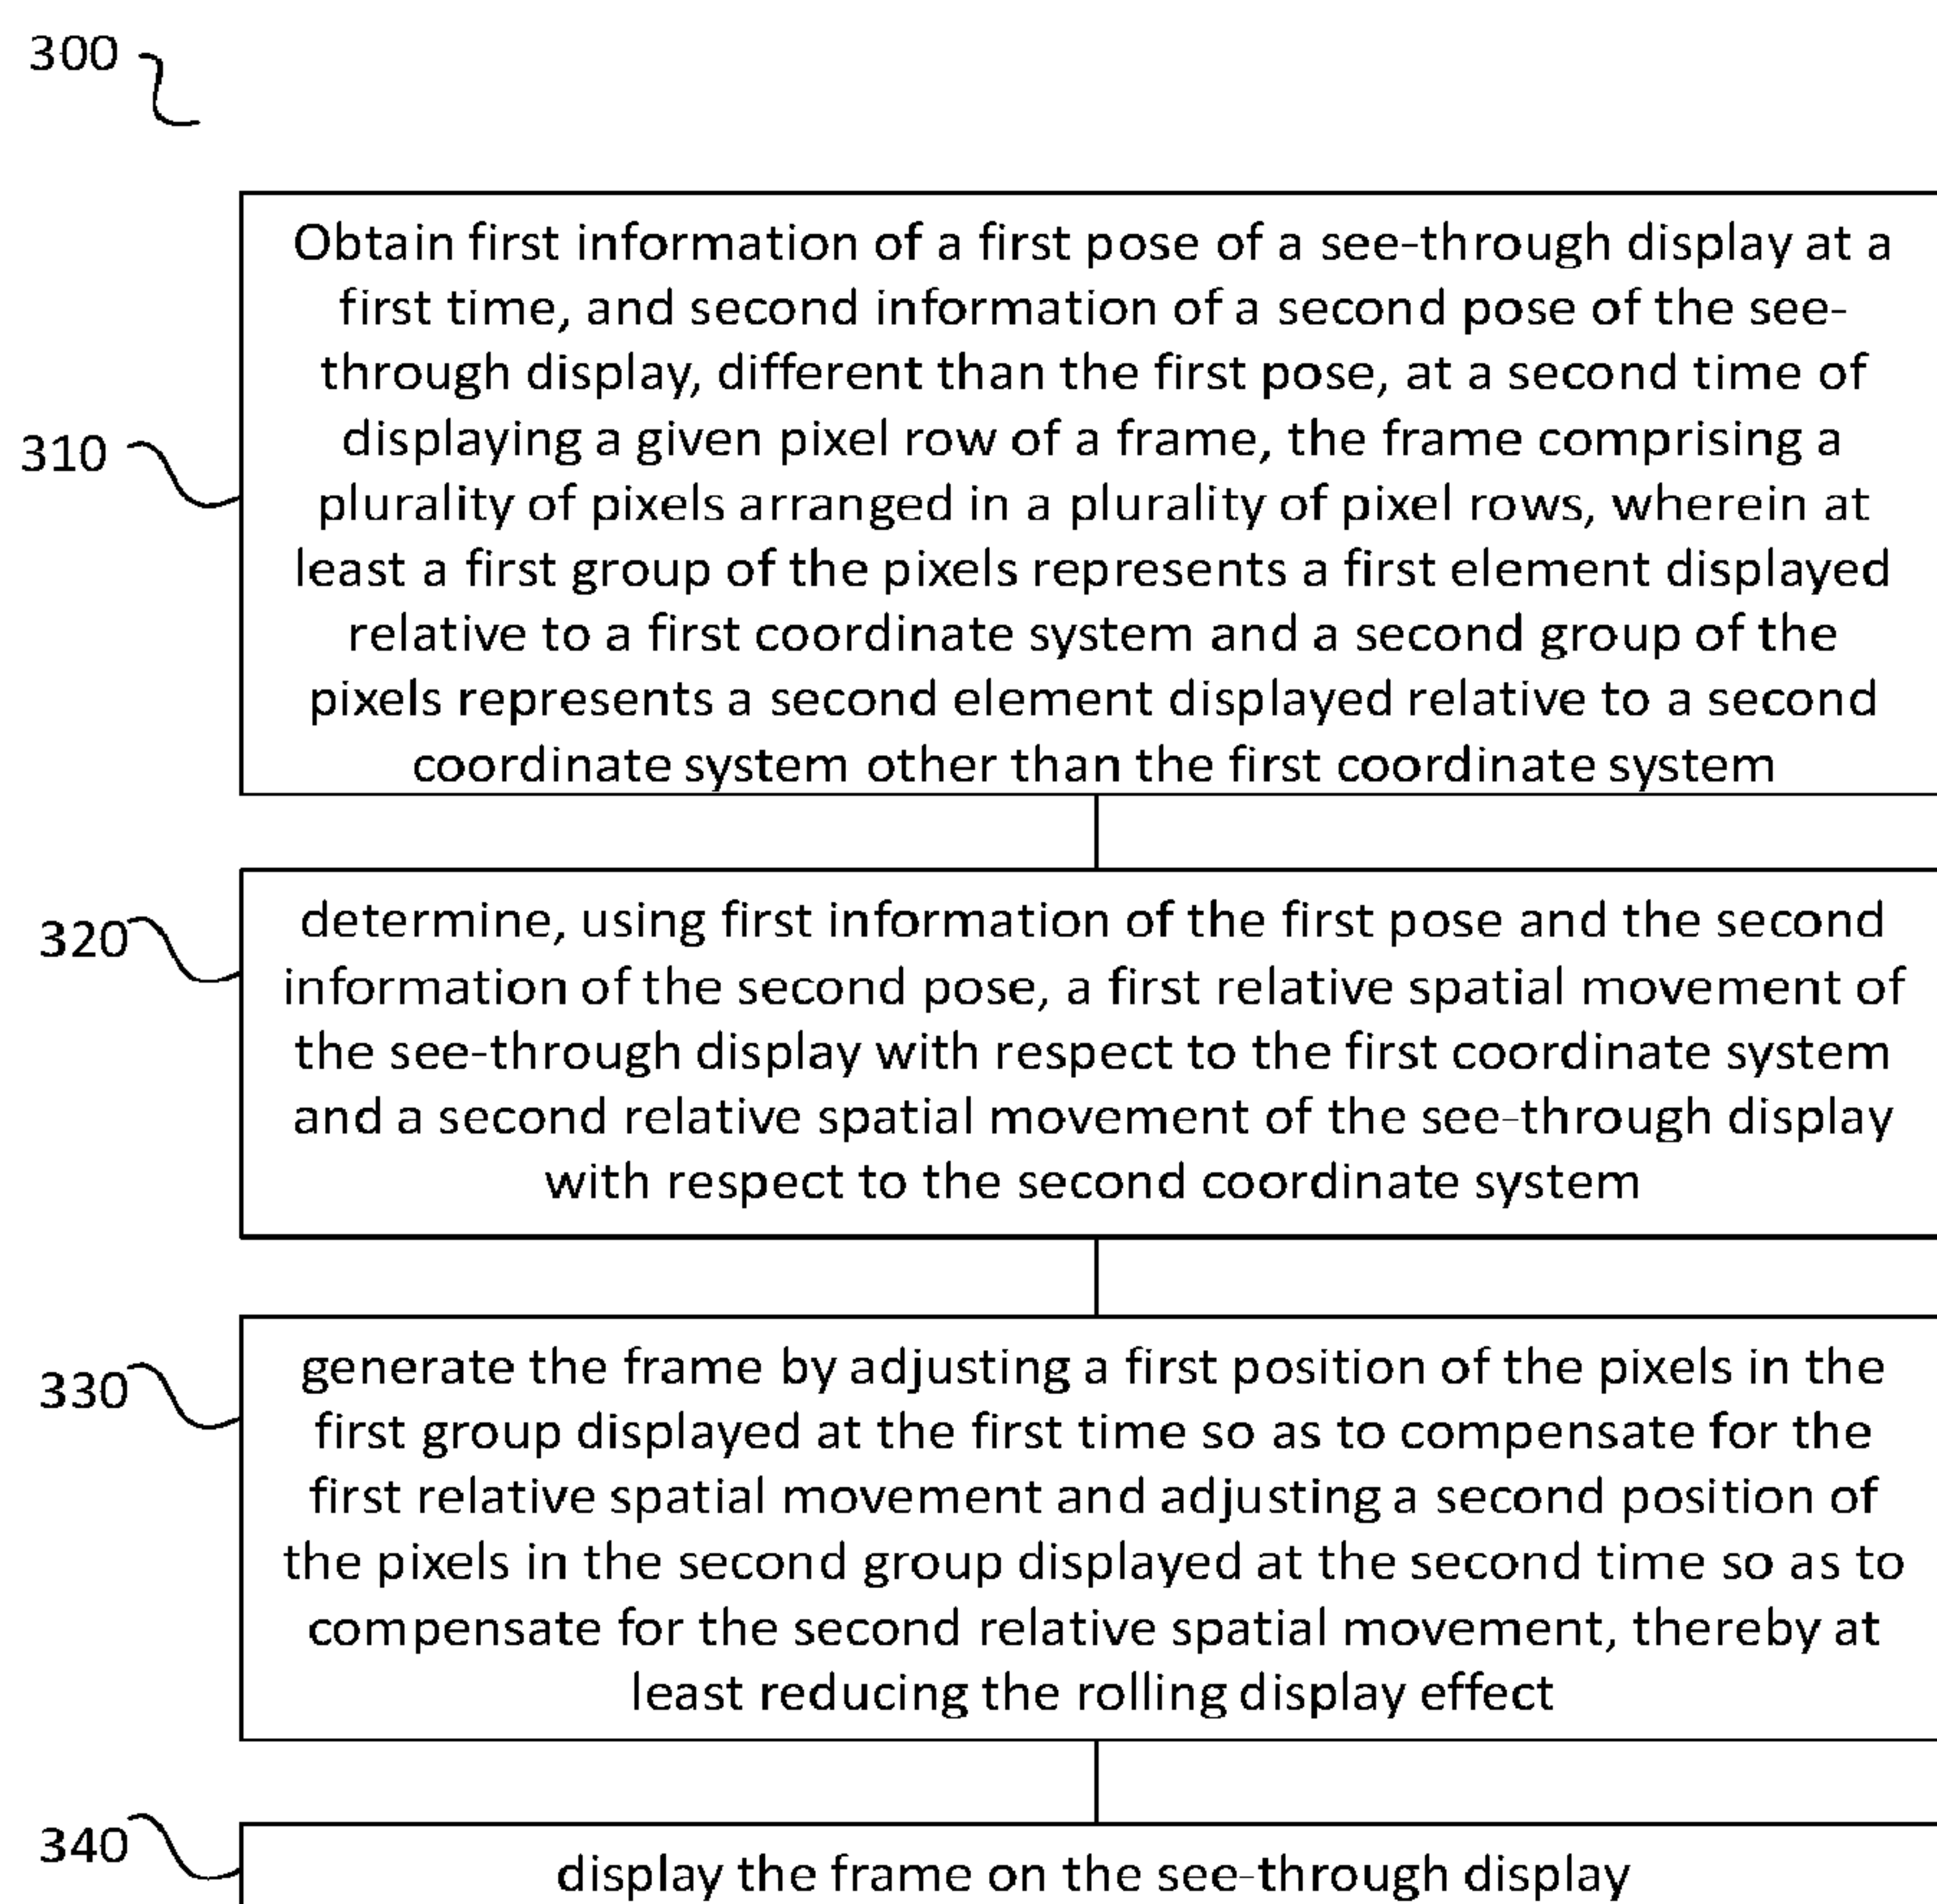 300
310
Obtain first information of a first pose of a see-through display at a
first time, and second information of a second pose of the see-
through display, different than the first pose, at a second time of
displaying a given pixel row of a frame, the frame comprising a
plurality of pixels arranged in a plurality of pixel rows, wherein at
least a first group of the pixels represents a first element displayed
relative to a first coordinate system and a second group of the
pixels represents a second element displayed relative to a second
coordinate system other than the first coordinate system
320
determine, using first information of the first pose and the second
information of the second pose, a first relative spatial movement of
the see-through display with respect to the first coordinate system
and a second relative spatial movement of the see-through display
with respect to the second coordinate system
330
generate the frame by adjusting a first position of the pixels in the
first group displayed at the first time so as to compensate for the
first relative spatial movement and adjusting a second position of
the pixels in the second group displayed at the second time so as to
compensate for the second relative spatial movement, thereby at
least reducing the rolling display effect
340
display the frame on the see-through display